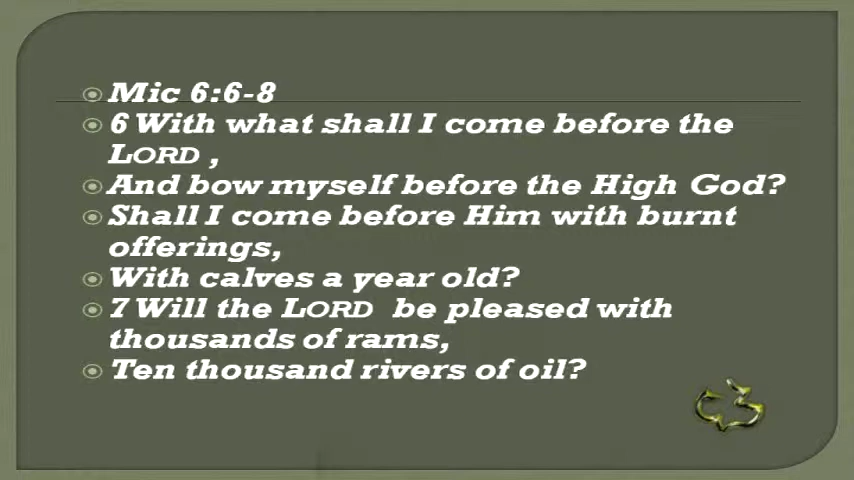 Mic 6:6-8
6 With what shall I come before the
LORD ,
And bow myself before the High God?
Shall I come before Him with burnt
offerings,
With calves a year old?
7 Will the LORD be pleased with
thousands of rams,
Ten thousand rivers of oil?
C3